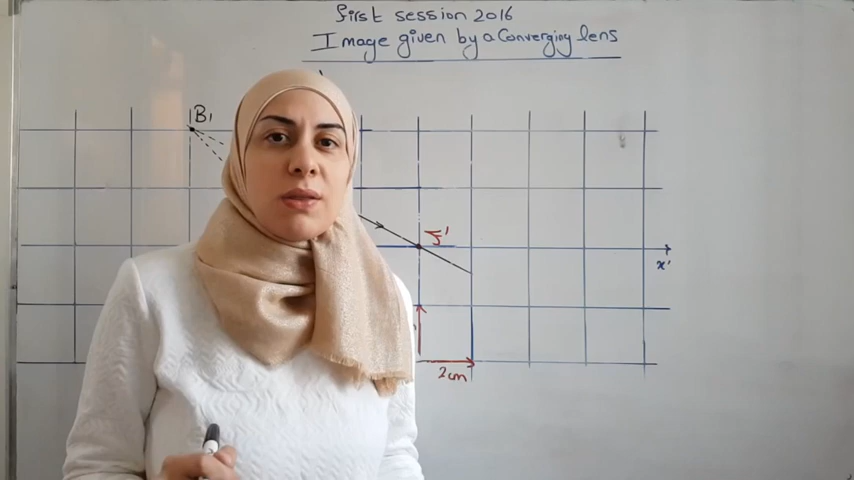 First session 2016
Image given by a Converging lens
B₁
F'
x'
2cm